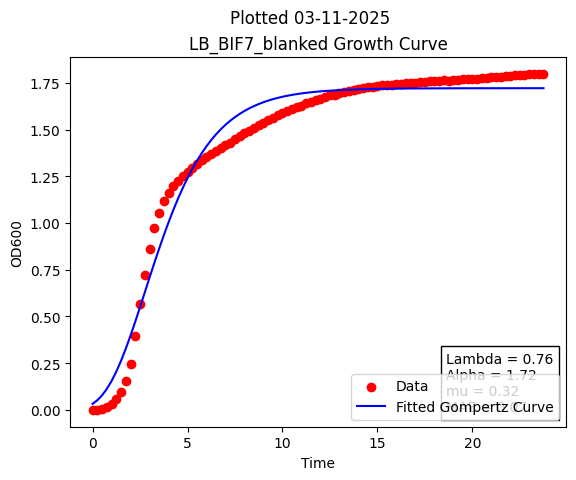 Plotted 03-11-2025
LB_BIF7_blanked Growth Curve
OD600
1.75
1.50
1.25
1.00
0.75
0.50
0.25
0.00
0
5
10
15
20
Time
Lambda = 0.76
Alpha = 1.72
mu = 0.32
Data
Fitted Gompertz Curve